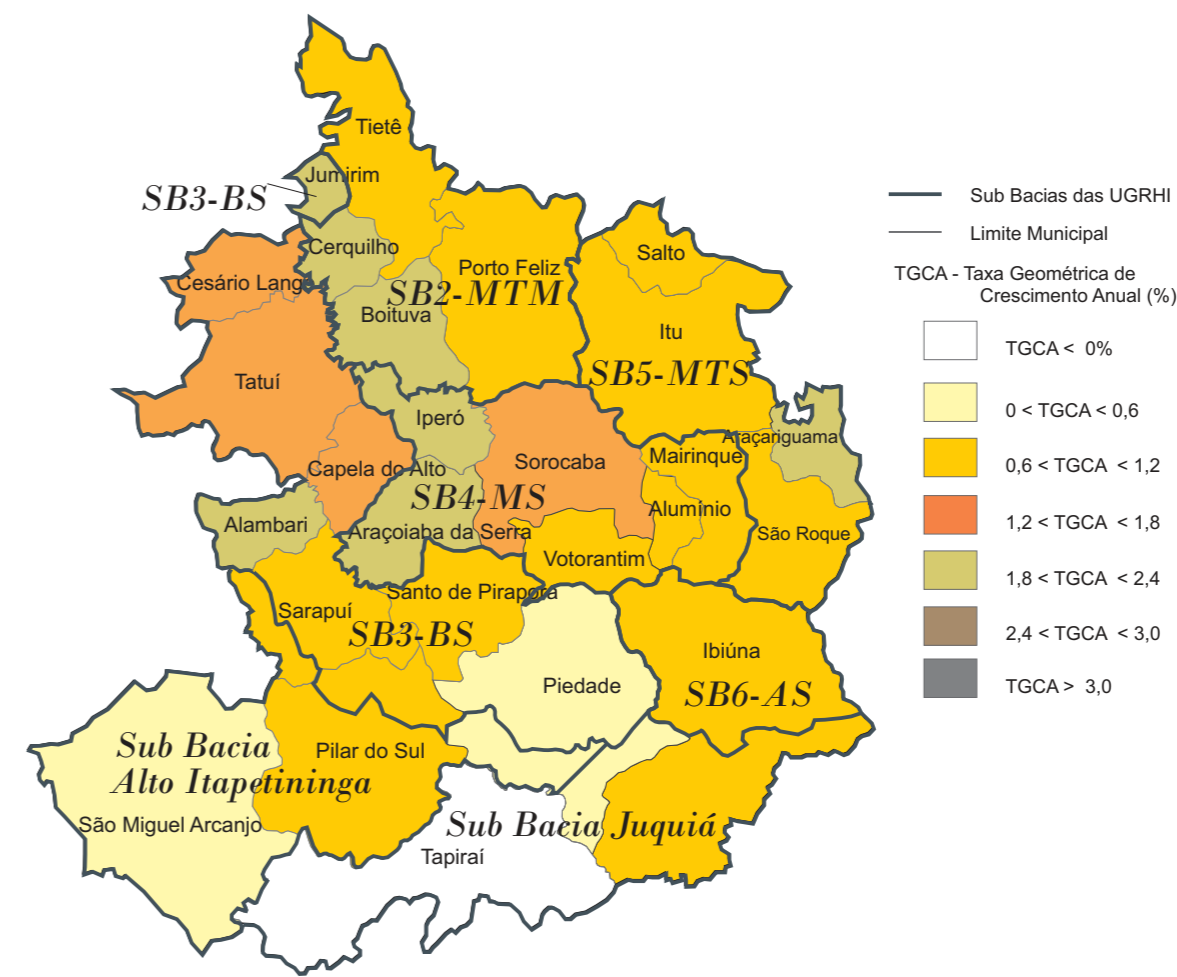 Tietê
Jumirim
SB3-BS
Cerquilho
Cesário Lange
Porto Feliz
SB2-MTM
Boituva
Salto
Itu
SB5-MTS
Tatuí
Iperó
Araçariguama
Mairinque
Sorocaba
Capela do Alto
SB4-MS
Alumínio
Alambari
Araçoiaba da Serra
São Roque
Votorantim
Santo de Pirapora
Sarapuí
SB3-BS
Ibiúna
Piedade
SB6-AS
Sub Bacia
Alto Itapetininga
Pilar do Sul
São Miguel Arcanjo
Sub Bacia Juquiá
Tapiraí
Sub Bacias das UGRHI
Limite Municipal
TGCA - Taxa Geométrica de
Crescimento Anual (%)
TGCA < 0%
0 < TGCA < 0,6
0,6 < TGCA < 1,2
1,2 < TGCA < 1,8
1,8 < TGCA < 2,4
2,4 < TGCA < 3,0
TGCA > 3,0